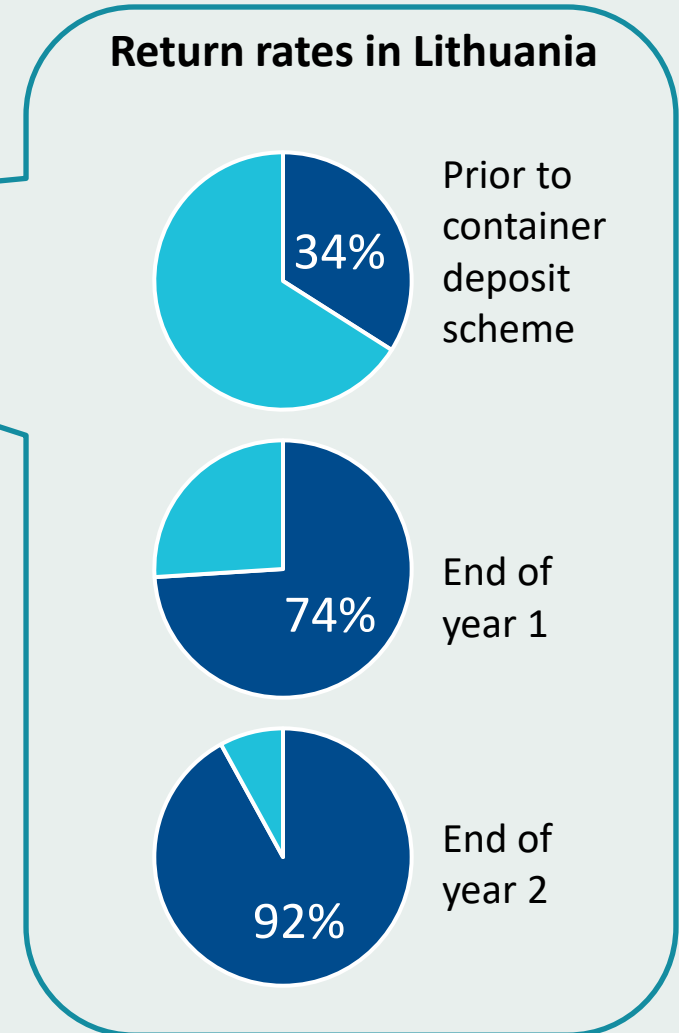 Return rates in Lithuania
34%
Prior to
container
deposit
scheme
74%
End of
year 1
92%
End of
year 2